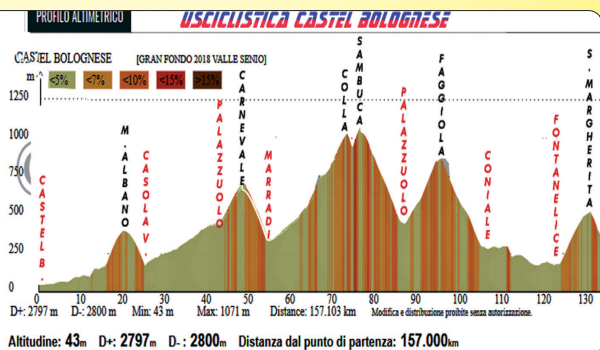 PROFILO ALTIMETRICO
USCICLISTICA CASTEL BOLOGNESE
CASTEL BOLOGNESE [GRAN FONDO 2018 VALLE SENIO]
<5% <7% <10% <15% >15%
1250
1000
750
500
250
0
CASTELB.
M.ALBANO
CASOLAV.
PALAZZUOLO
CARNEVALE
MARRADI
COLLA
SAMBUCA
PALAZZUOLO
FAGGIOLA
CONIALE
FONTANELICE
S.MARGHERITA
0 10 20 30 40 50 60 70 80 90 100 110 120 130
D+: 2797 m D-: 2800 m Min: 43 m Max: 1071 m Distance: 157.103 km Modifica e distribuzione proibite senza autorizzazione.
Altitudine: 43m D+: 2797m D- : 2800m Distanza dal punto di partenza: 157.000km